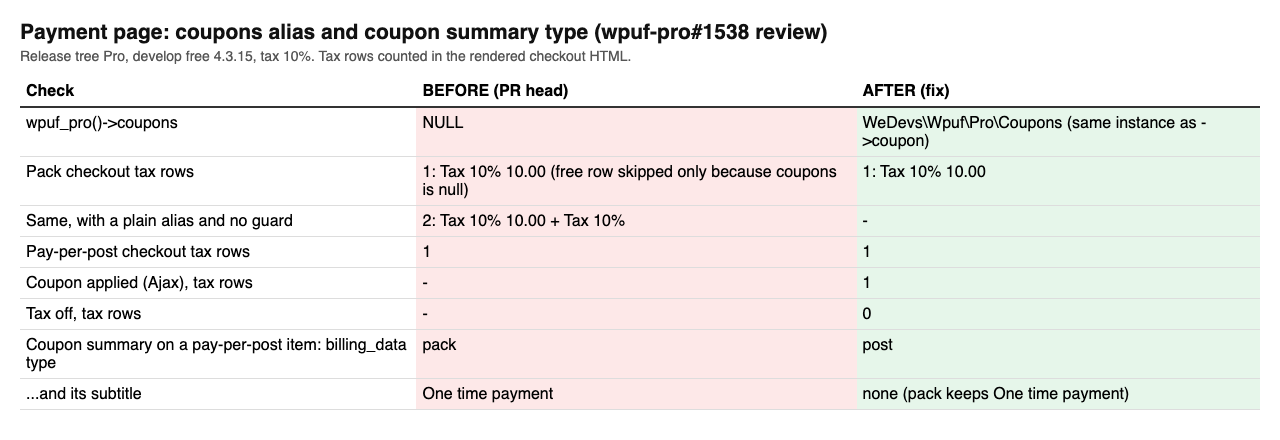 Payment page: coupons alias and coupon summary type (wpuf-pro#1538 review)
Release tree Pro, develop free 4.3.15, tax 10%. Tax rows counted in the rendered checkout HTML.
Check BEFORE (PR head) AFTER (fix)
wpuf_pro()->coupons NULL WeDevs\Wpuf\Pro\Coupons (same instance as -
>coupon)
Pack checkout tax rows 1: Tax 10% 10.00 (free row skipped only because coupons 1: Tax 10% 10.00
is null)
Same, with a plain alias and no guard 2: Tax 10% 10.00 + Tax 10% -
Pay-per-post checkout tax rows 1 1
Coupon applied (Ajax), tax rows - 1
Tax off, tax rows - 0
Coupon summary on a pay-per-post item: billing_data pack post
type
...and its subtitle One time payment none (pack keeps One time payment)